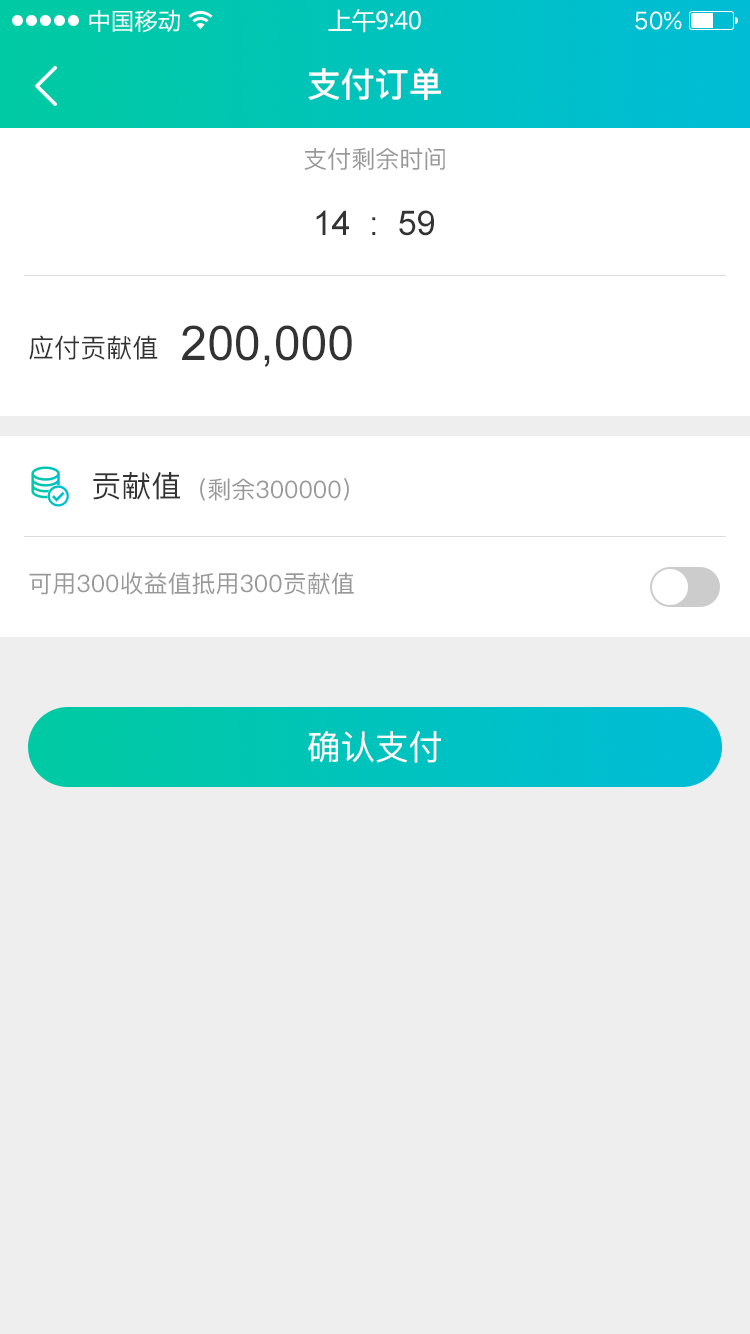 中国移动 上午9:40 50%
支付订单
支付剩余时间
14 : 59
应付贡献值 200,000
贡献值（剩余300000）
可用300收益值抵用300贡献值
确认支付